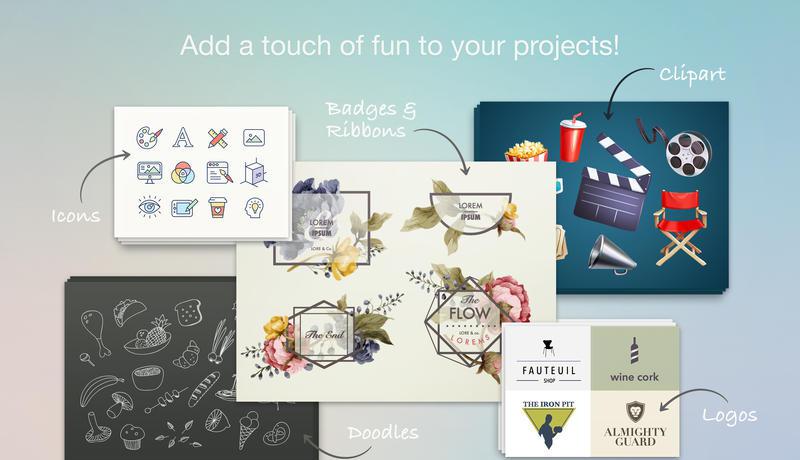 Add a touch of fun to your projects!
Clipart
Badges &
Ribbons
Icons
A
3D
LOREM
IPSUM
LORE & Co.
LOREM
IPSUM
The End
The
FLOW
LORE & co.
LOREMS
FAUTEUIL
SHOP
wine cork
THE IRON PIT
ALMIGHTY
GUARD
Logos
Doodles